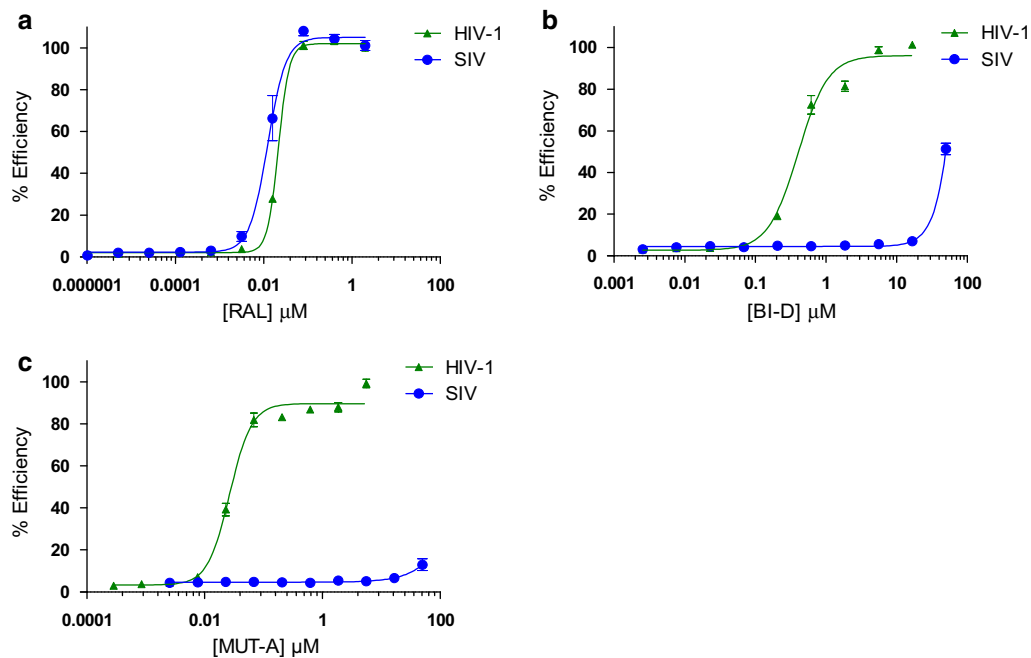 a
HIV-1
SIV
% Efficiency
100
80
60
40
20
0
0.000001 0.0001 0.01 1 100
[RAL] µM
b
HIV-1
SIV
% Efficiency
100
80
60
40
20
0
0.001 0.01 0.1 1 10 100
[BI-D] µM
c
HIV-1
SIV
% Efficiency
100
80
60
40
20
0
0.0001 0.01 1 100
[MUT-A] µM